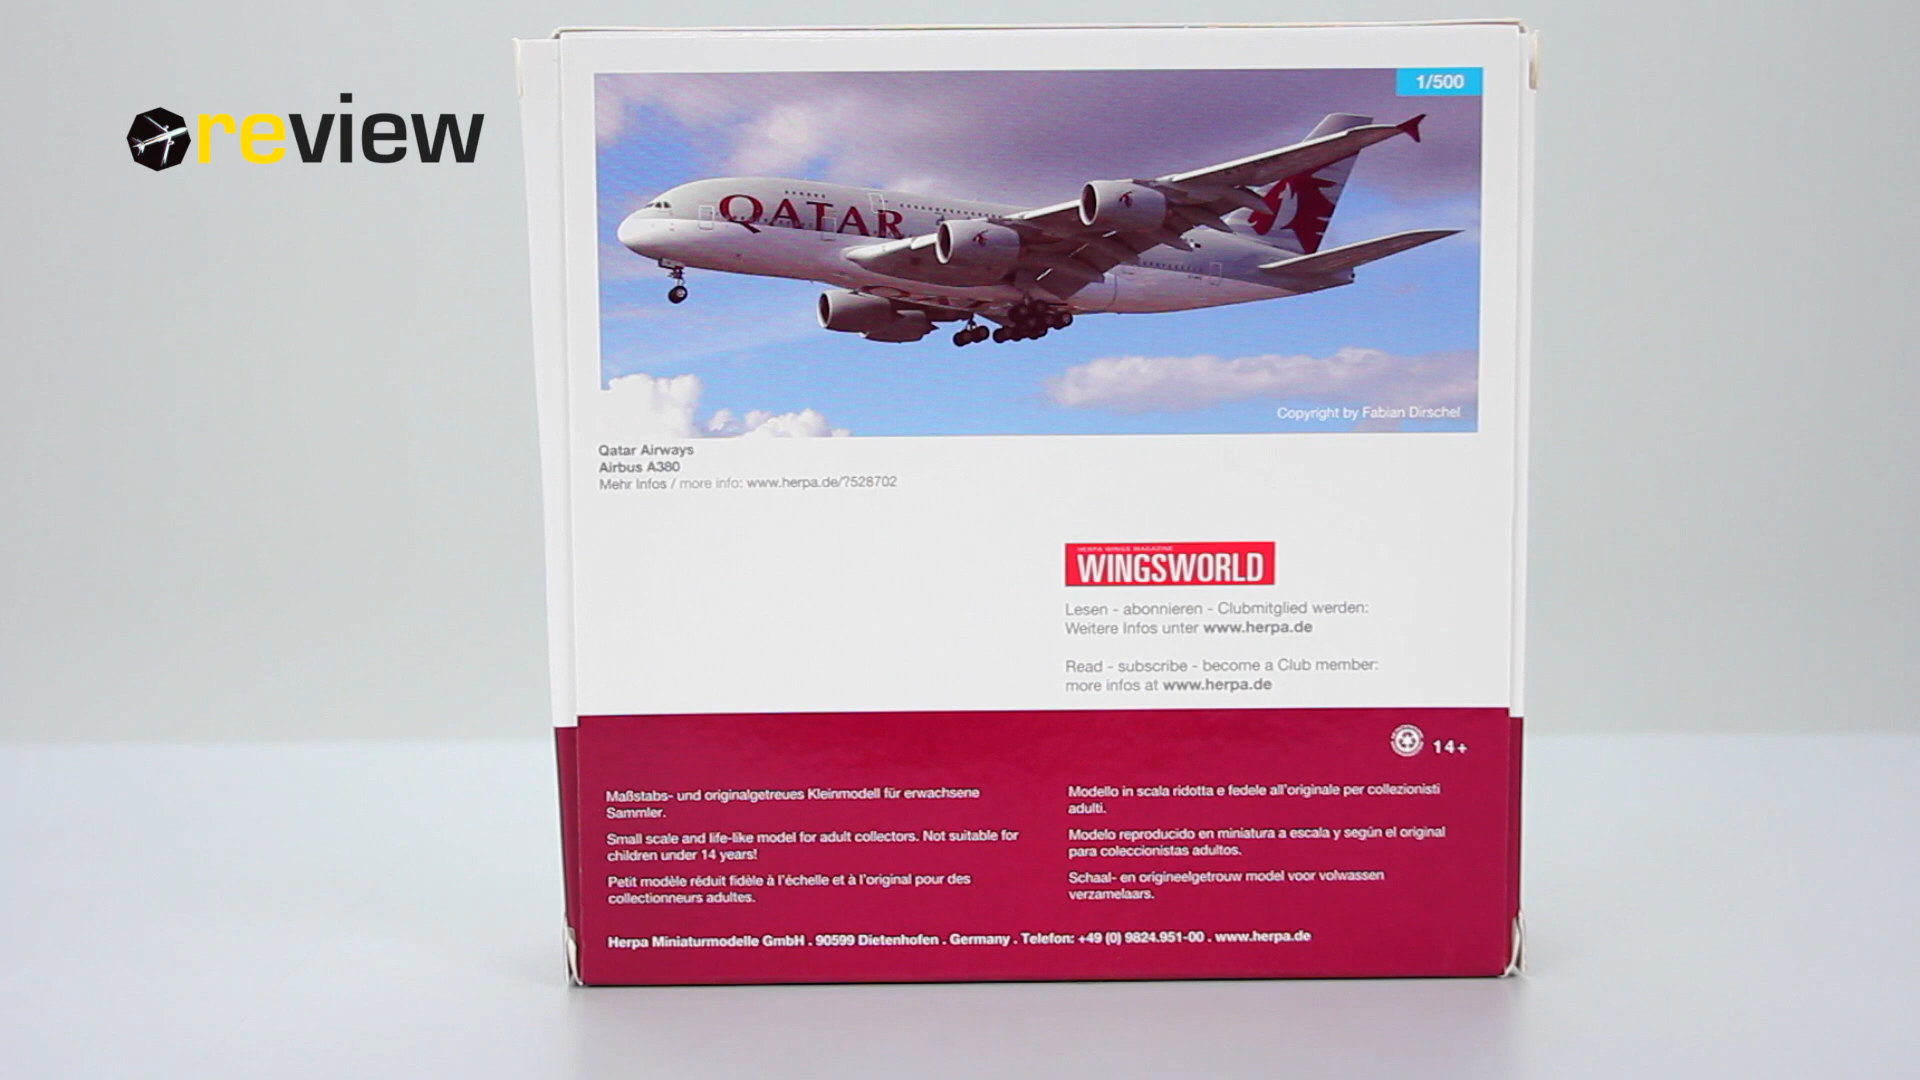 review
1/500
QATAR
Copyright by Fabian Dirschel
Qatar Airways
Airbus A380
Mehr Infos / more info: www.herpa.de/?528702
HERPA WINGS MAGAZINE
WINGSWORLD
Lesen - abonnieren - Clubmitglied werden:
Weitere Infos unter www.herpa.de
Read - subscribe - become a Club member:
more infos at www.herpa.de
14+
Maßstabs- und originalgetreues Kleinmodell für erwachsene
Sammler.
Small scale and life-like model for adult collectors. Not suitable for
children under 14 years!
Petit modèle réduit fidèle à l'échelle et à l'original pour des
collectionneurs adultes.
Modello in scala ridotta e fedele all'originale per collezionisti
adulti.
Modelo reproducido en miniatura a escala y según el original
para coleccionistas adultos.
Schaal- en origineelgetrouw model voor volwassen
verzamelaars.
Herpa Miniaturmodelle GmbH . 90599 Dietenhofen . Germany . Telefon: +49 (0) 9824.951-00 . www.herpa.de